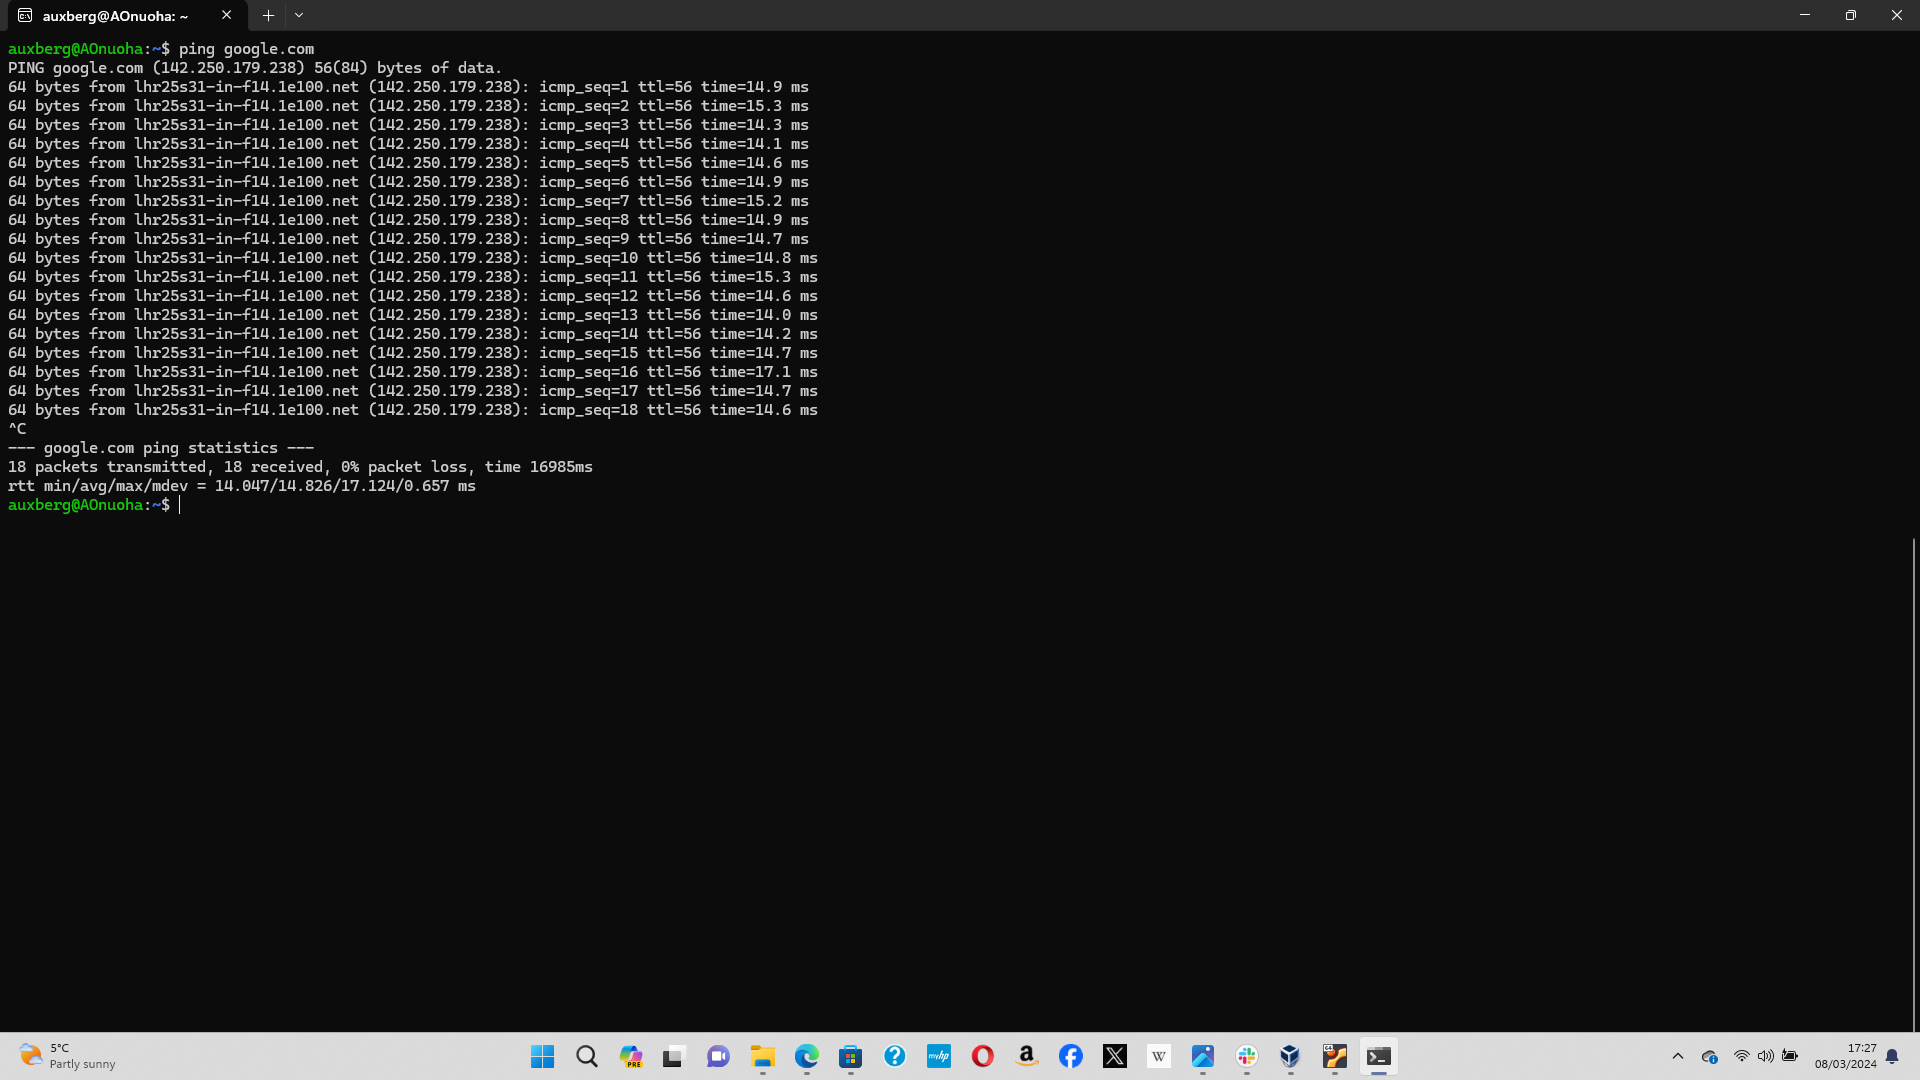 auxberg@AOnuoha: ~
auxberg@AOnuoha:~$ ping google.com
PING google.com (142.250.179.238) 56(84) bytes of data.
64 bytes from lhr25s31-in-f14.1e100.net (142.250.179.238): icmp_seq=1 ttl=56 time=14.9 ms
64 bytes from lhr25s31-in-f14.1e100.net (142.250.179.238): icmp_seq=2 ttl=56 time=15.3 ms
64 bytes from lhr25s31-in-f14.1e100.net (142.250.179.238): icmp_seq=3 ttl=56 time=14.3 ms
64 bytes from lhr25s31-in-f14.1e100.net (142.250.179.238): icmp_seq=4 ttl=56 time=14.1 ms
64 bytes from lhr25s31-in-f14.1e100.net (142.250.179.238): icmp_seq=5 ttl=56 time=14.6 ms
64 bytes from lhr25s31-in-f14.1e100.net (142.250.179.238): icmp_seq=6 ttl=56 time=14.9 ms
64 bytes from lhr25s31-in-f14.1e100.net (142.250.179.238): icmp_seq=7 ttl=56 time=15.2 ms
64 bytes from lhr25s31-in-f14.1e100.net (142.250.179.238): icmp_seq=8 ttl=56 time=14.9 ms
64 bytes from lhr25s31-in-f14.1e100.net (142.250.179.238): icmp_seq=9 ttl=56 time=14.7 ms
64 bytes from lhr25s31-in-f14.1e100.net (142.250.179.238): icmp_seq=10 ttl=56 time=14.8 ms
64 bytes from lhr25s31-in-f14.1e100.net (142.250.179.238): icmp_seq=11 ttl=56 time=15.3 ms
64 bytes from lhr25s31-in-f14.1e100.net (142.250.179.238): icmp_seq=12 ttl=56 time=14.6 ms
64 bytes from lhr25s31-in-f14.1e100.net (142.250.179.238): icmp_seq=13 ttl=56 time=14.0 ms
64 bytes from lhr25s31-in-f14.1e100.net (142.250.179.238): icmp_seq=14 ttl=56 time=14.2 ms
64 bytes from lhr25s31-in-f14.1e100.net (142.250.179.238): icmp_seq=15 ttl=56 time=14.7 ms
64 bytes from lhr25s31-in-f14.1e100.net (142.250.179.238): icmp_seq=16 ttl=56 time=17.1 ms
64 bytes from lhr25s31-in-f14.1e100.net (142.250.179.238): icmp_seq=17 ttl=56 time=14.7 ms
64 bytes from lhr25s31-in-f14.1e100.net (142.250.179.238): icmp_seq=18 ttl=56 time=14.6 ms
^C
--- google.com ping statistics ---
18 packets transmitted, 18 received, 0% packet loss, time 16985ms
rtt min/avg/max/mdev = 14.047/14.826/17.124/0.657 ms
auxberg@AOnuoha:~$
5°C
Partly sunny
PRE
myhp
W
64
17:27
08/03/2024